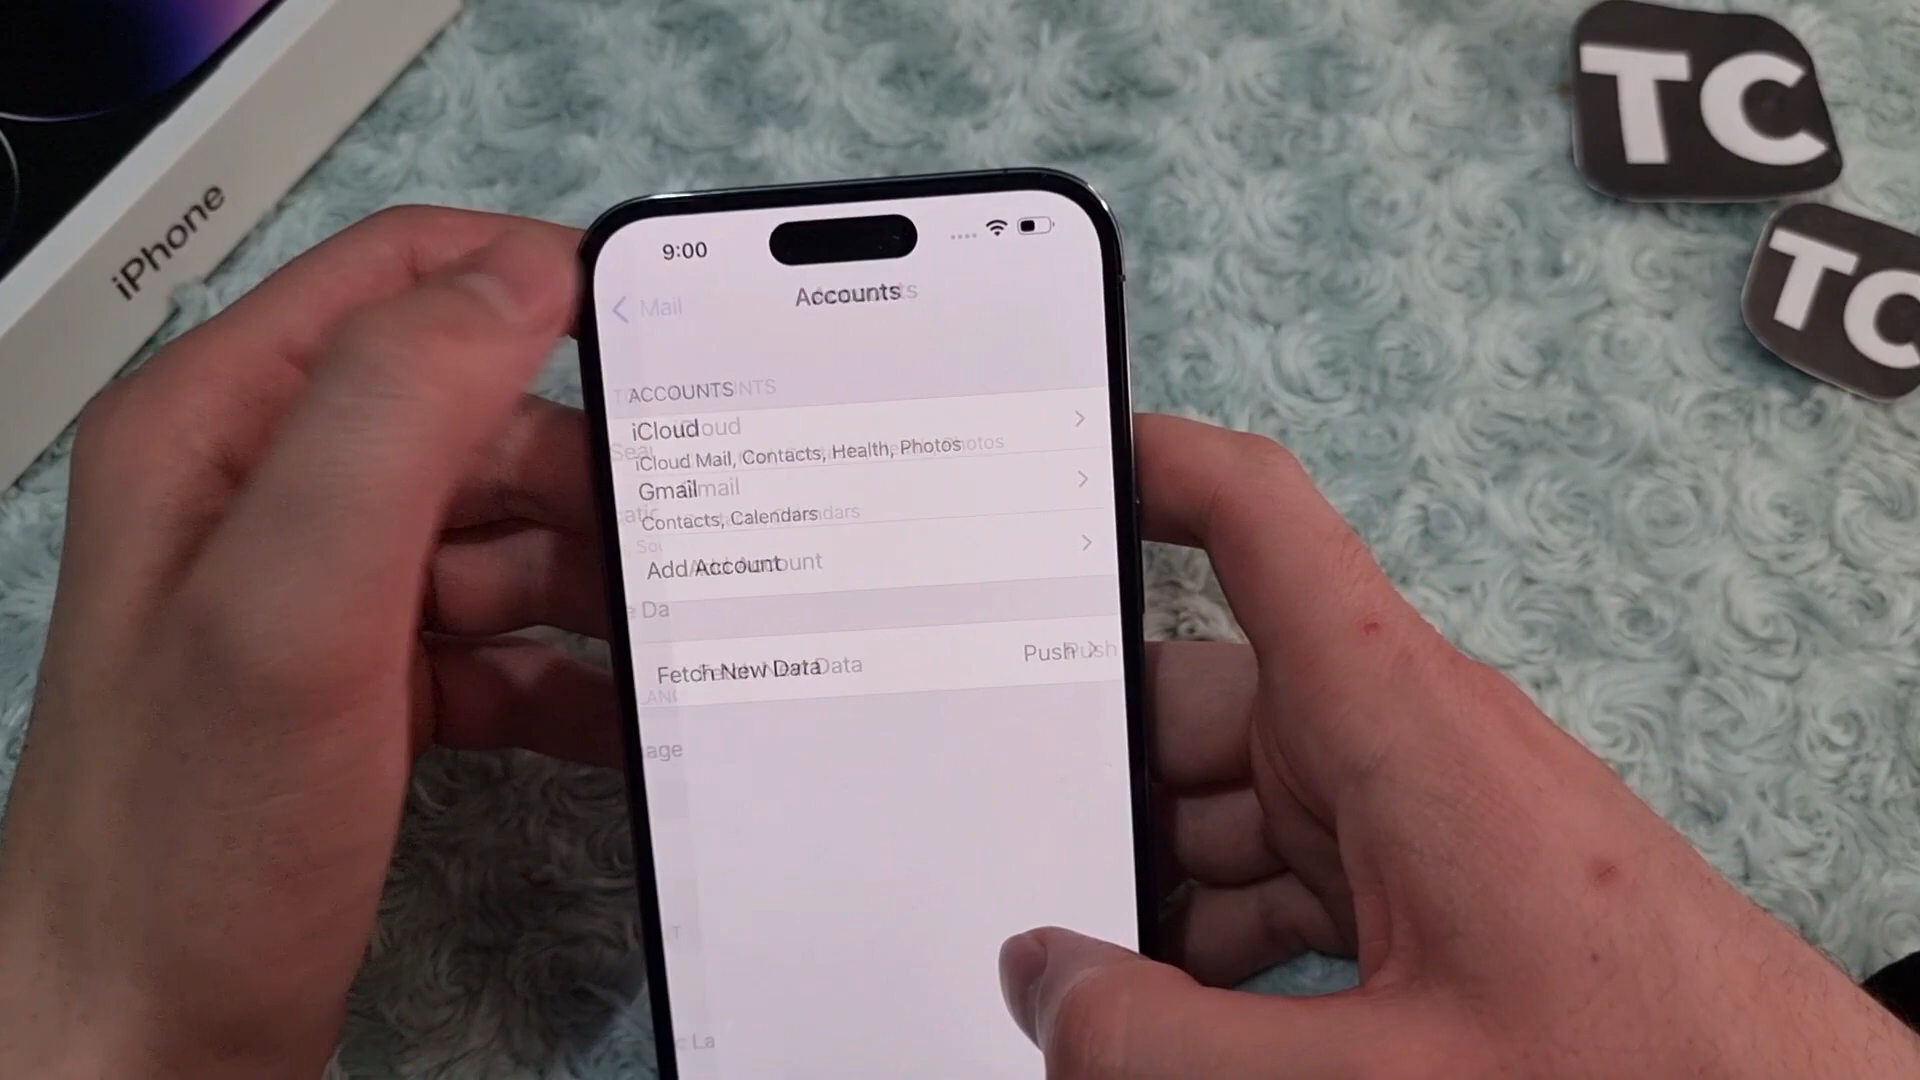 iPhone
TC
TC
9:00
Mail
Accounts
ACCOUNTS
iCloud
iCloud Mail, Contacts, Health, Photos
Gmail
Contacts, Calendars
Add Account
Fetch New Data Push